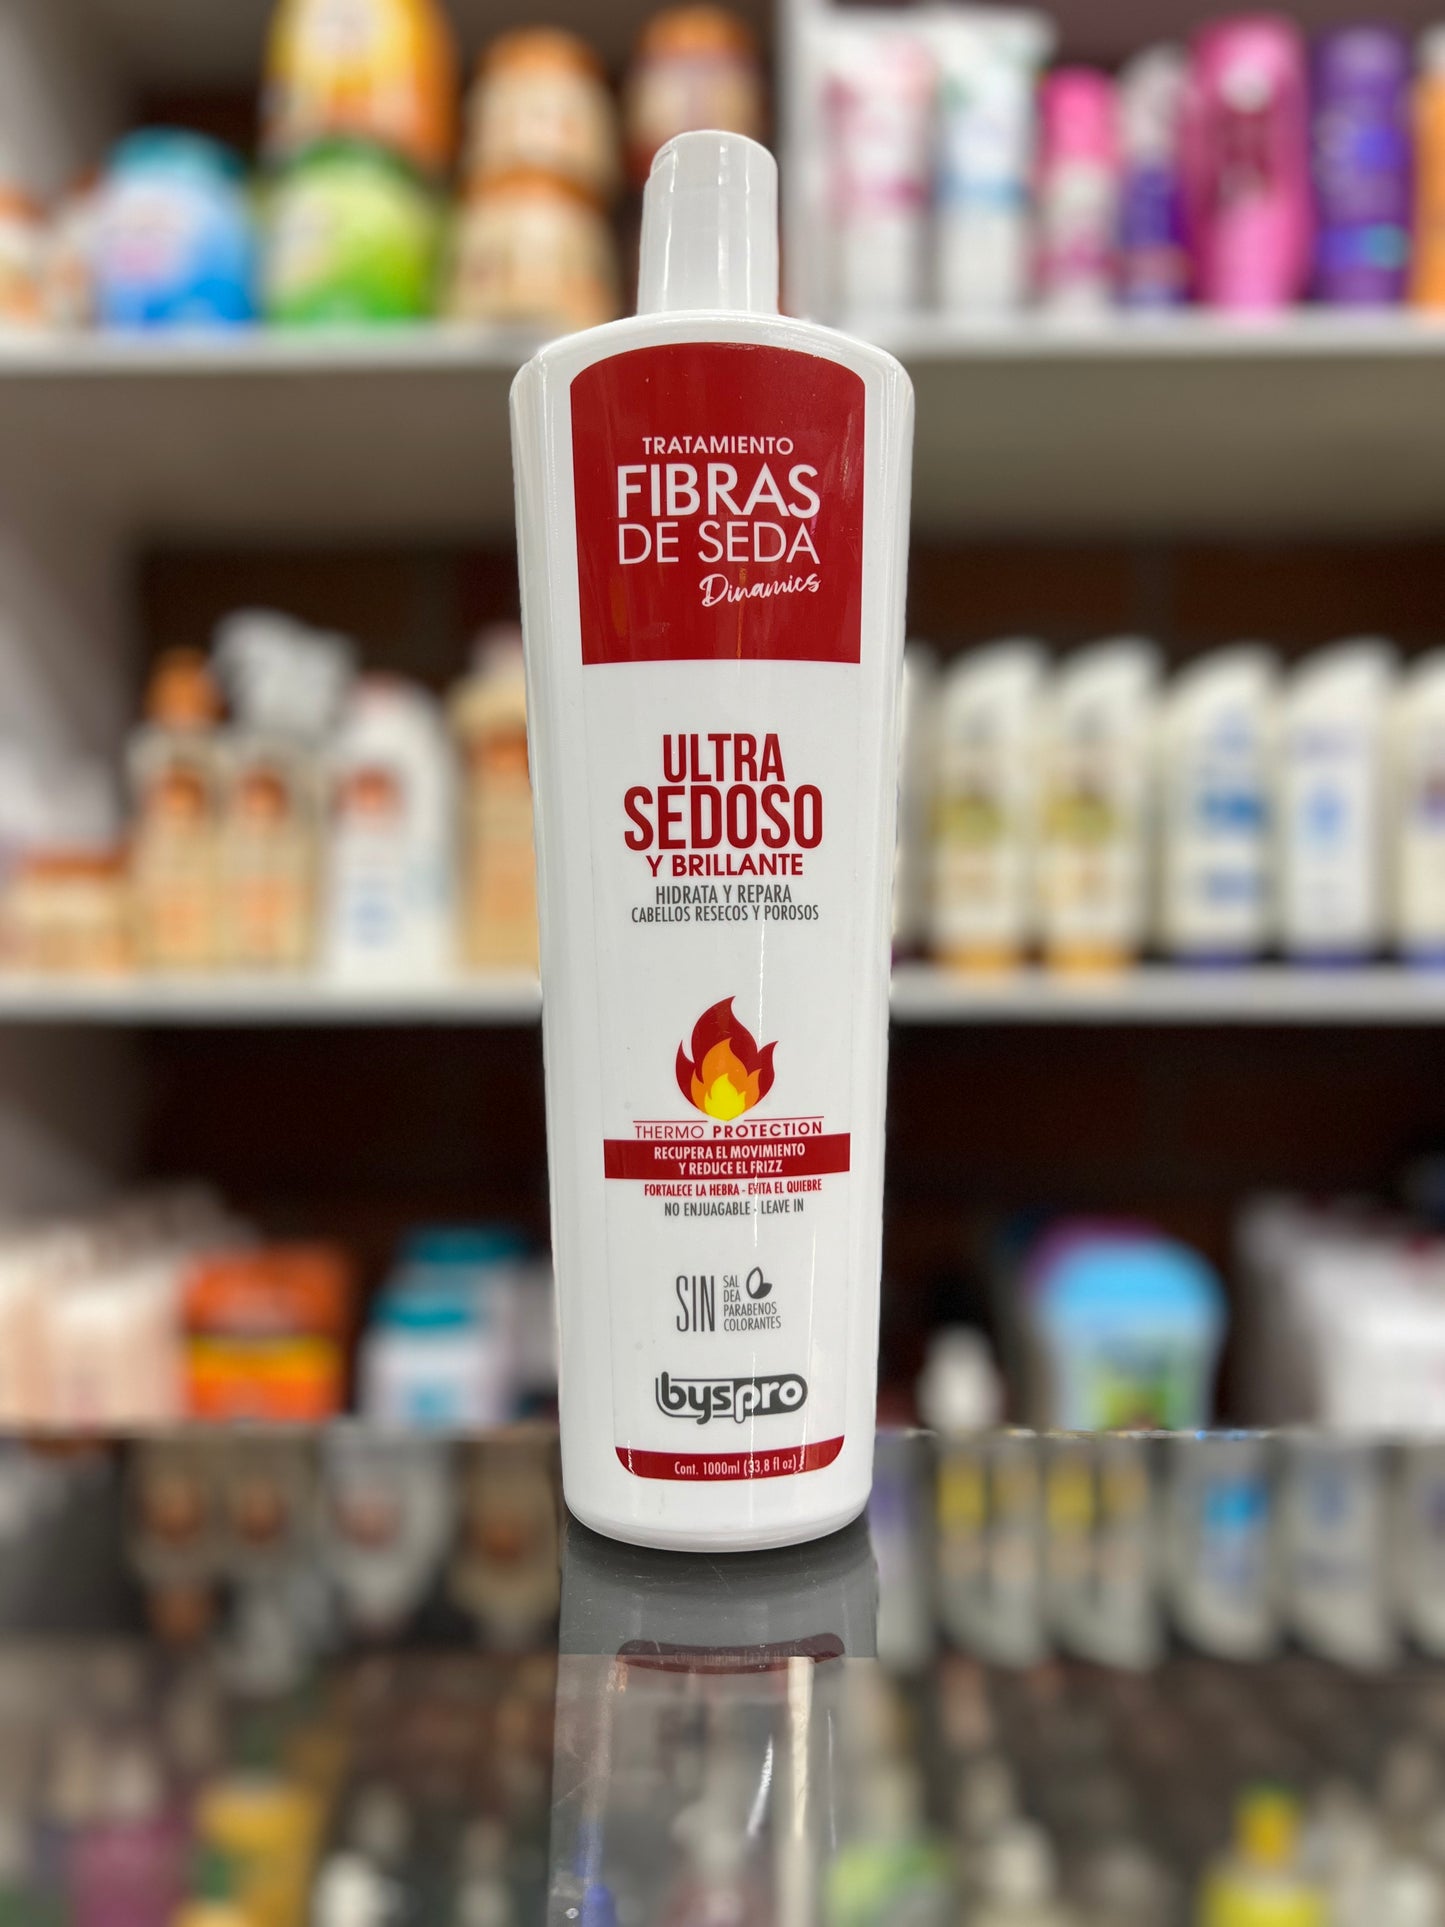 TRATAMIENTO
FIBRAS
DE SEDA
Dinamics
ULTRA
SEDOSO
Y BRILLANTE
HIDRATA Y REPARA
CABELLOS RESECOS Y POROSOS
THERMO PROTECTION
RECUPERA EL MOVIMIENTO
Y REDUCE EL FRIZZ
FORTALECE LA HEBRA - EVITA EL QUIEBRE
NO ENJUAGABLE - LEAVE IN
SIN
SAL
DEA
PARABENOS
COLORANTES
byspro
Cont. 1000ml (33,8 fl oz)